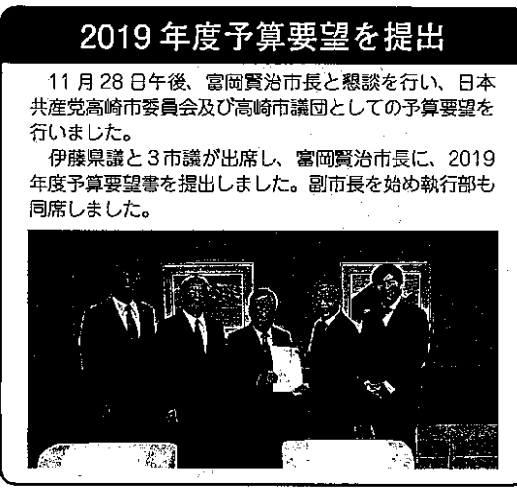 2019年度予算要望を提出
11月28日午後、富岡賢治市長と懇談を行い、日本
共産党高崎市委員会及び高崎市議団としての予算要望を
行いました。
伊藤県議と3市議が出席し、富岡賢治市長に、2019
年度予算要望書を提出しました。副市長を始め執行部も
同席しました。